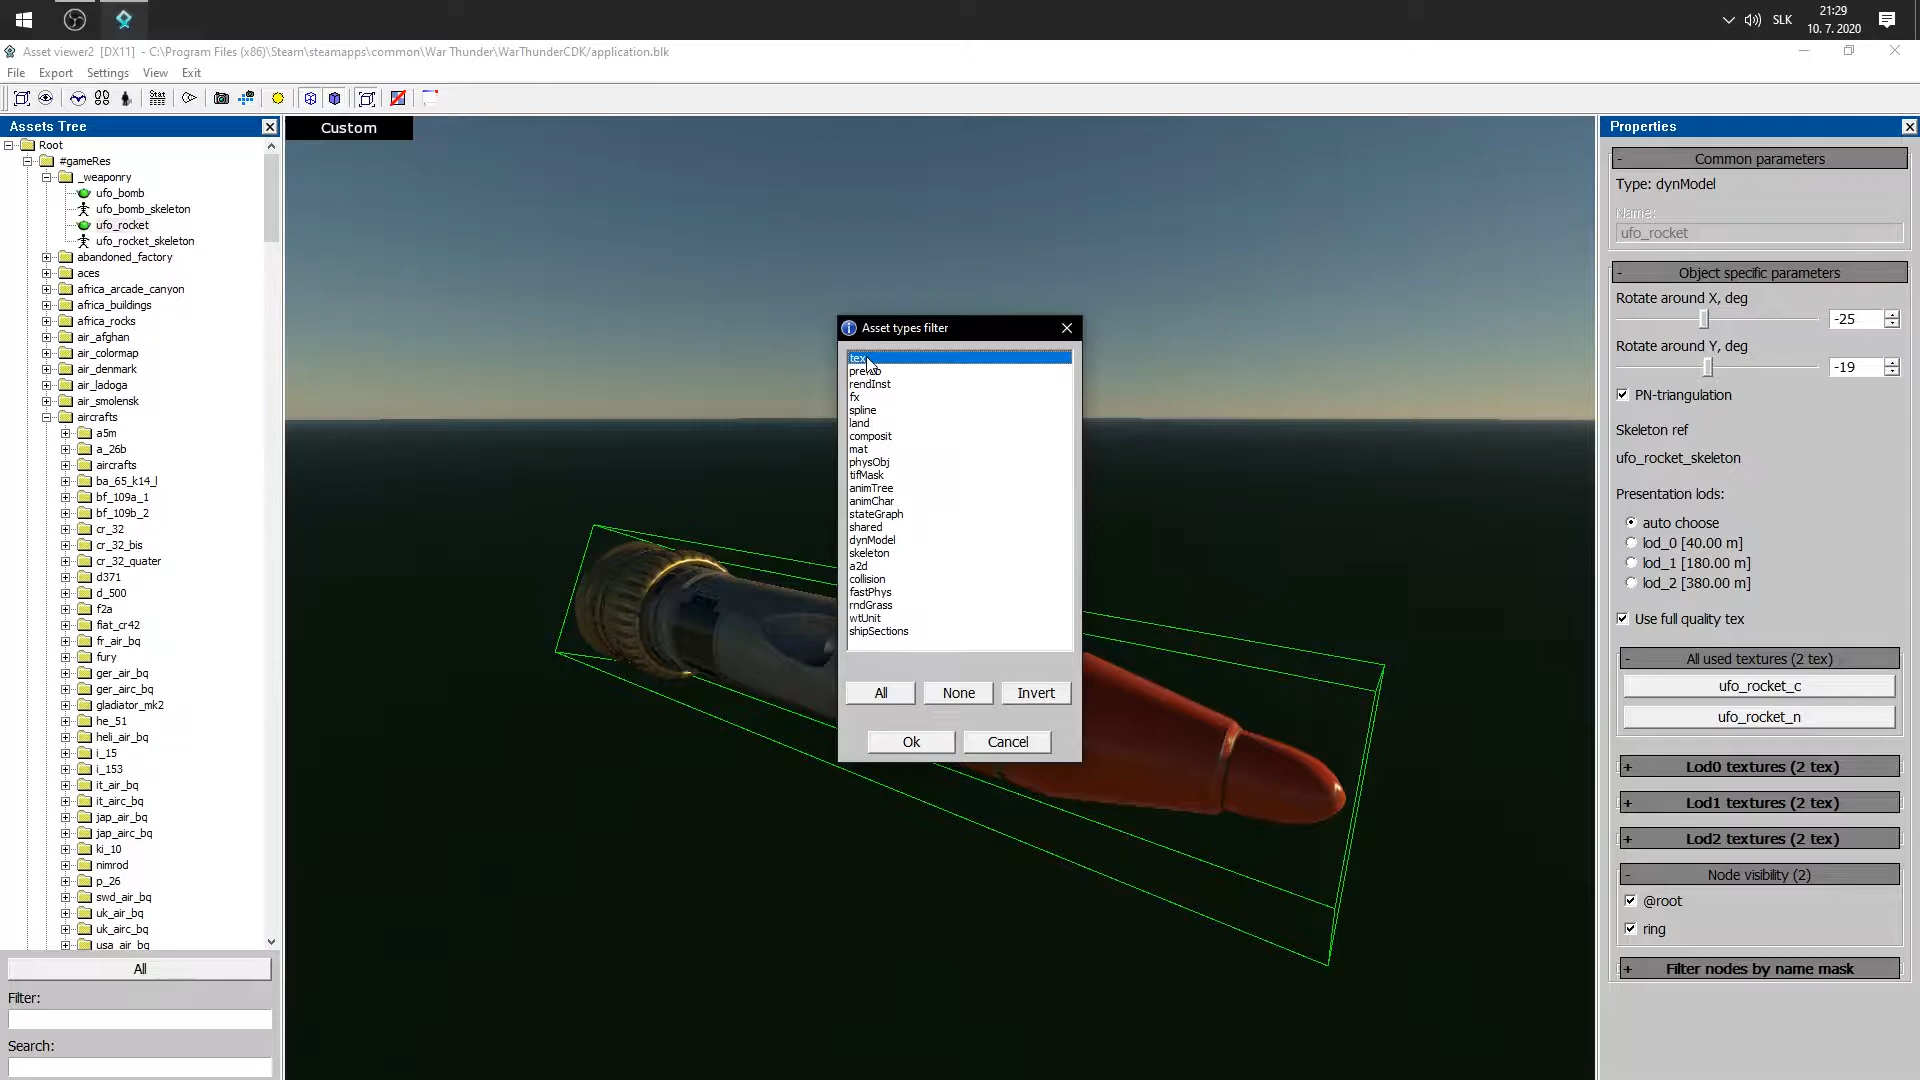 SLK
21:29
10. 7. 2020
Asset viewer2 [DX11] - C:\Program Files (x86)\Steam\steamapps\common\War Thunder\WarThunderCDK/application.blk
File Export Settings View Exit
Assets Tree
Root
#gameRes
_weaponry
ufo_bomb
ufo_bomb_skeleton
ufo_rocket
ufo_rocket_skeleton
abandoned_factory
aces
africa_arcade_canyon
africa_buildings
africa_rocks
air_afghan
air_colormap
air_denmark
air_ladoga
air_smolensk
aircrafts
a5m
a_26b
aircrafts
ba_65_k14_l
bf_109a_1
bf_109b_2
cr_32
cr_32_bis
cr_32_quater
d371
d_500
f2a
fiat_cr42
fr_air_bq
fury
ger_air_bq
ger_airc_bq
gladiator_mk2
he_51
heli_air_bq
i_15
i_153
it_air_bq
it_airc_bq
jap_air_bq
jap_airc_bq
ki_10
nimrod
p_26
swd_air_bq
uk_air_bq
uk_airc_bq
usa_air_bq
All
Filter:
Search:
Custom
Asset types filter
tex
rendInst
fx
spline
land
composit
mat
physObj
tifMask
animTree
animChar
stateGraph
shared
dynModel
skeleton
a2d
collision
fastPhys
rndGrass
wtUnit
shipSections
All None Invert
Ok Cancel
Properties
Common parameters
Type: dynModel
Name:
ufo_rocket
Object specific parameters
Rotate around X, deg
-25
Rotate around Y, deg
-19
PN-triangulation
Skeleton ref
ufo_rocket_skeleton
Presentation lods:
auto choose
lod_0 [40.00 m]
lod_1 [180.00 m]
lod_2 [380.00 m]
Use full quality tex
All used textures (2 tex)
ufo_rocket_c
ufo_rocket_n
Lod0 textures (2 tex)
Lod1 textures (2 tex)
Lod2 textures (2 tex)
Node visibility (2)
@root
ring
Filter nodes by name mask